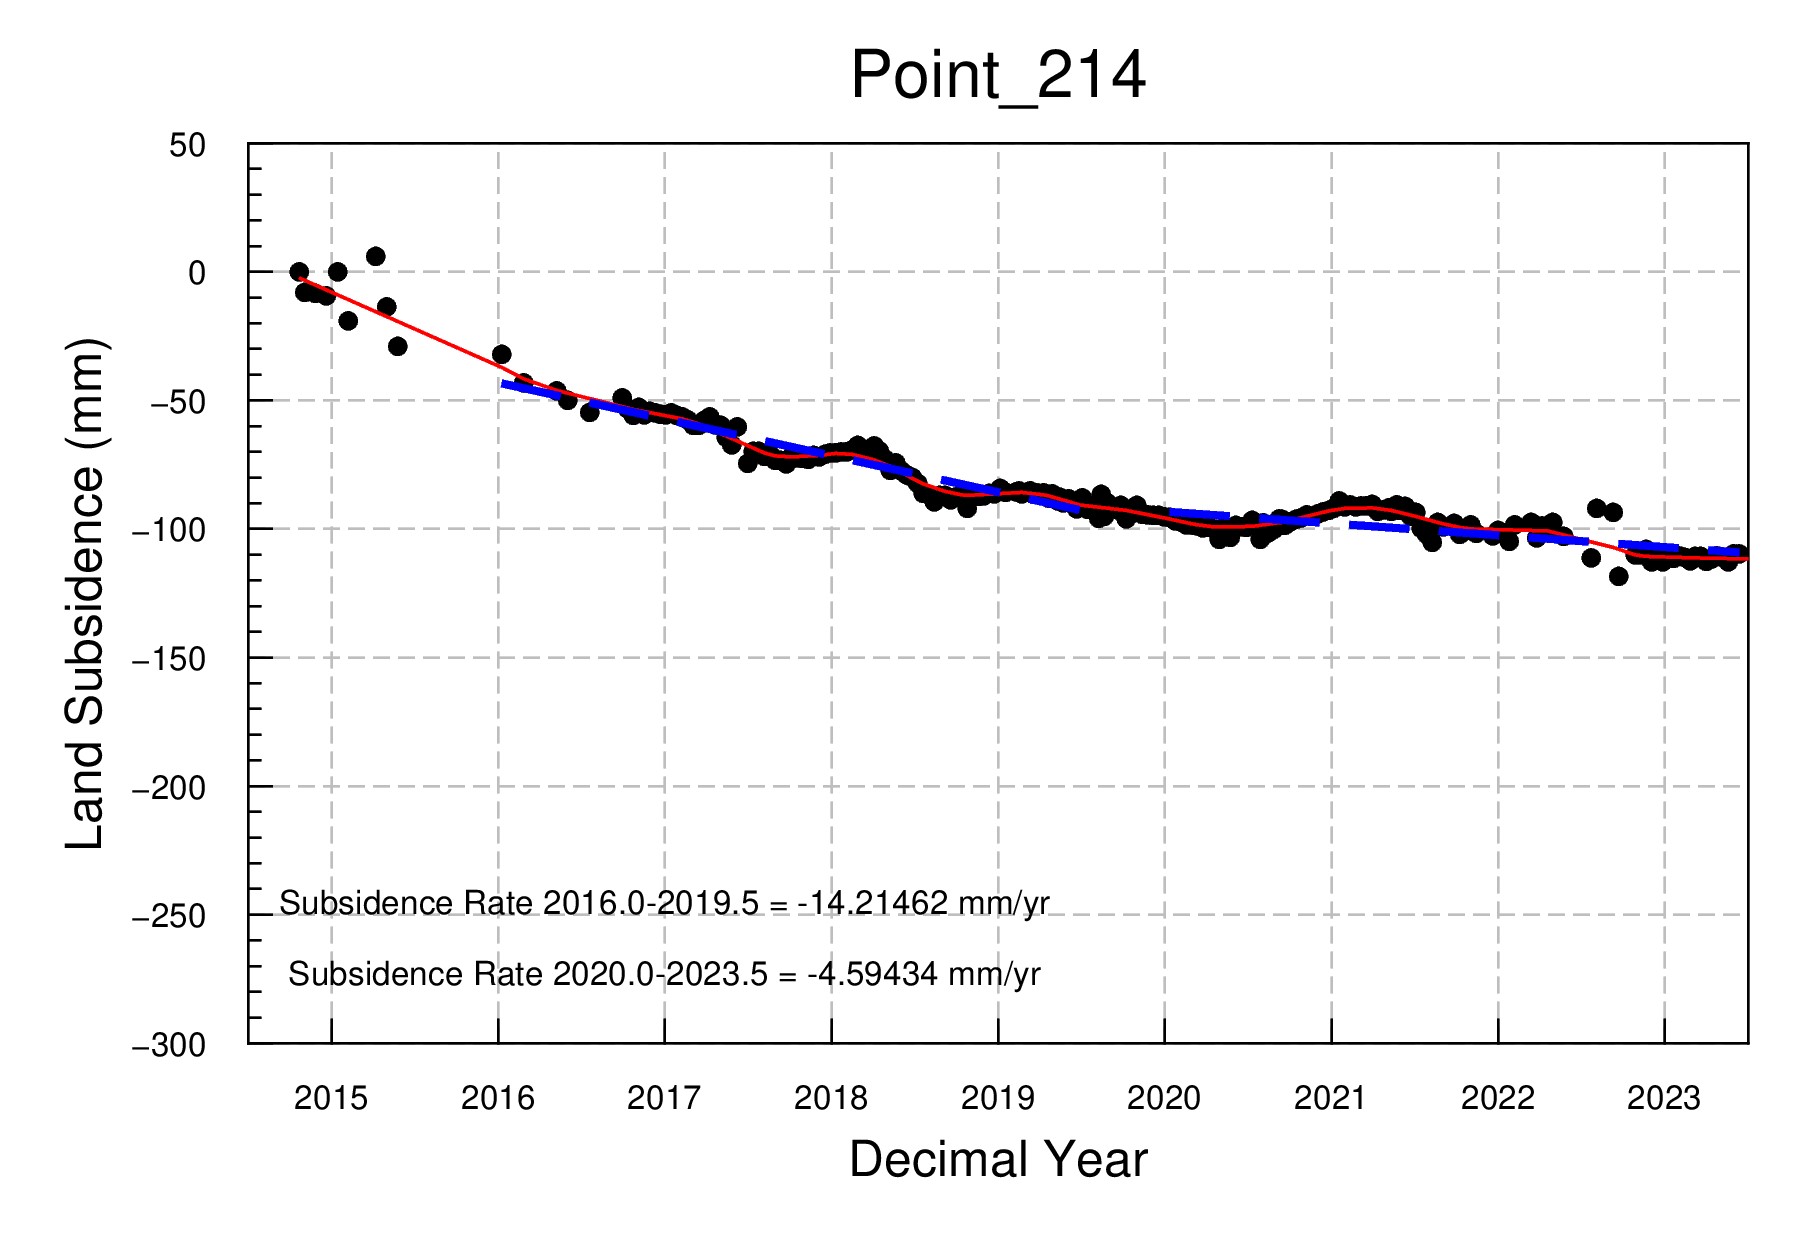 Point_214
50
0
−50
−100
−150
−200
−250
−300
Land Subsidence (mm)
Subsidence Rate 2016.0-2019.5 = -14.21462 mm/yr
Subsidence Rate 2020.0-2023.5 = -4.59434 mm/yr
2015 2016 2017 2018 2019 2020 2021 2022 2023
Decimal Year